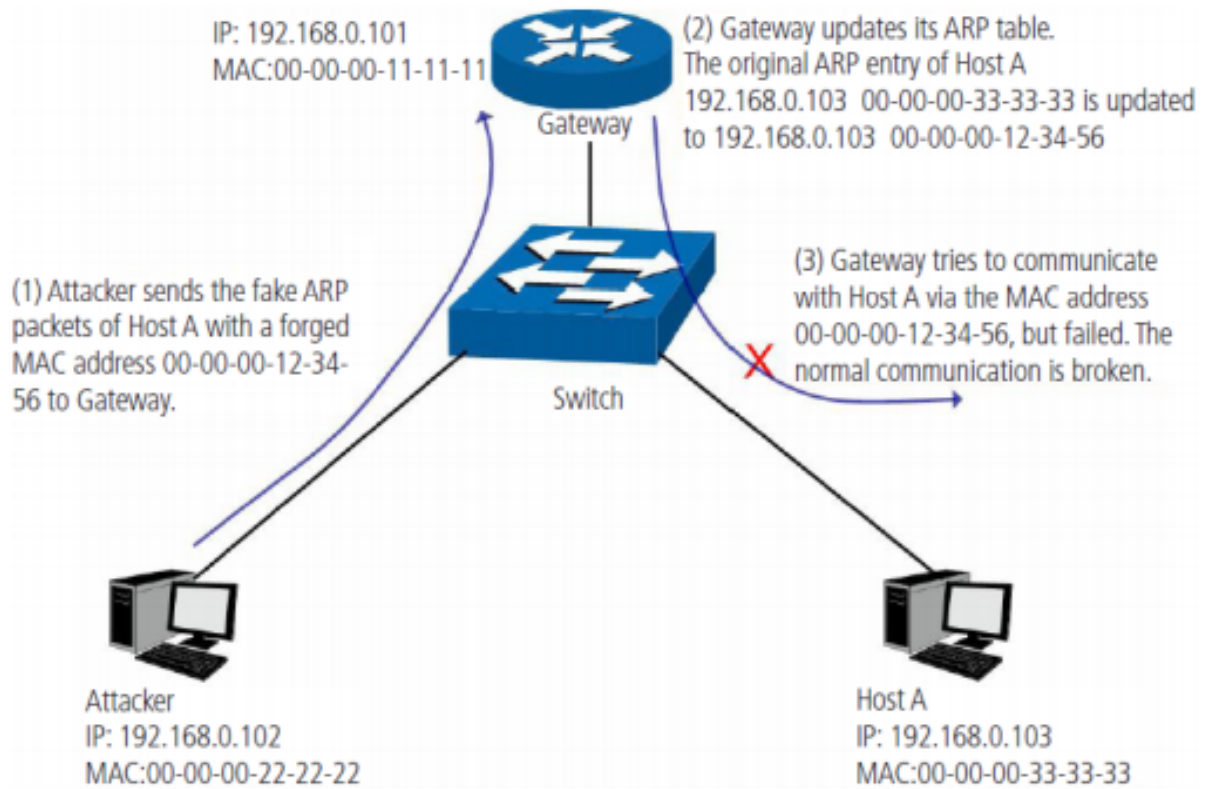 IP: 192.168.0.101
MAC:00-00-00-11-11-11
Gateway
(2) Gateway updates its ARP table.
The original ARP entry of Host A
192.168.0.103 00-00-00-33-33-33 is updated
to 192.168.0.103 00-00-00-12-34-56
(1) Attacker sends the fake ARP
packets of Host A with a forged
MAC address 00-00-00-12-34-
56 to Gateway.
Switch
(3) Gateway tries to communicate
with Host A via the MAC address
00-00-00-12-34-56, but failed. The
normal communication is broken.
X
Attacker
IP: 192.168.0.102
MAC:00-00-00-22-22-22
Host A
IP: 192.168.0.103
MAC:00-00-00-33-33-33